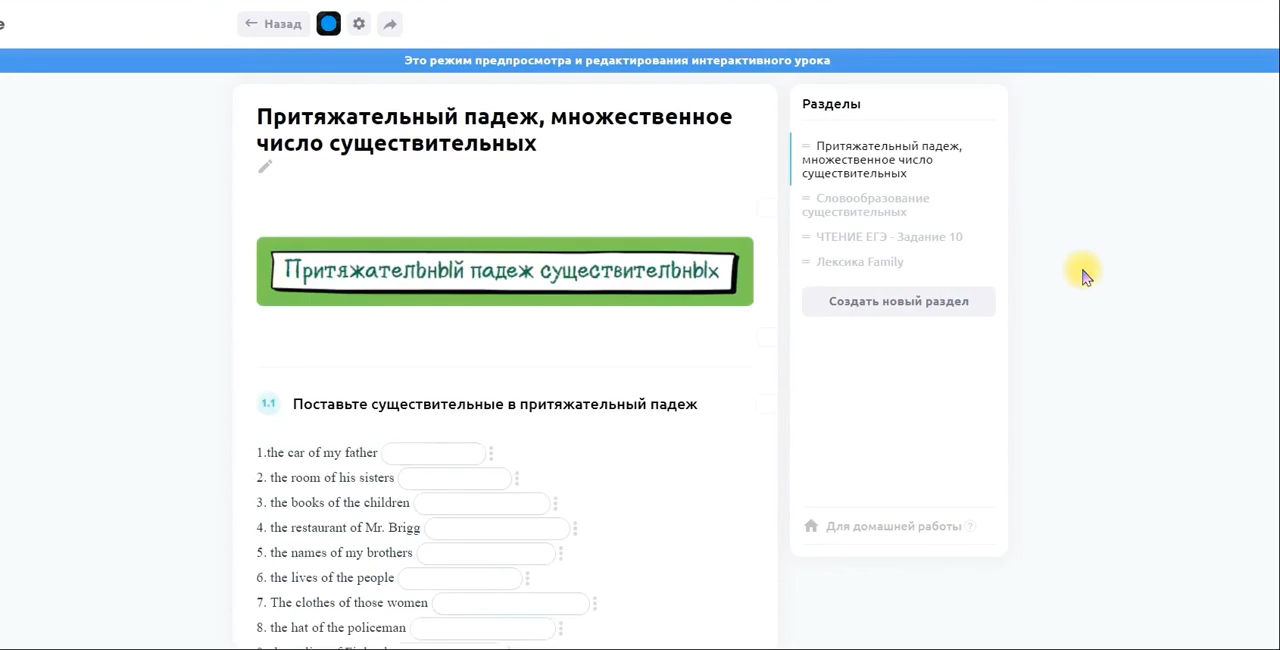 e
← Назад
Это режим предпросмотра и редактирования интерактивного урока
Притяжательный падеж, множественное
число существительных
Притяжательный падеж существительных
1.1 Поставьте существительные в притяжательный падеж
1.the car of my father
2. the room of his sisters
3. the books of the children
4. the restaurant of Mr. Brigg
5. the names of my brothers
6. the lives of the people
7. The clothes of those women
8. the hat of the policeman
Разделы
= Притяжательный падеж,
множественное число
существительных
= Словообразование
существительных
= ЧТЕНИЕ ЕГЭ - Задание 10
= Лексика Family
Создать новый раздел
Для домашней работы ?